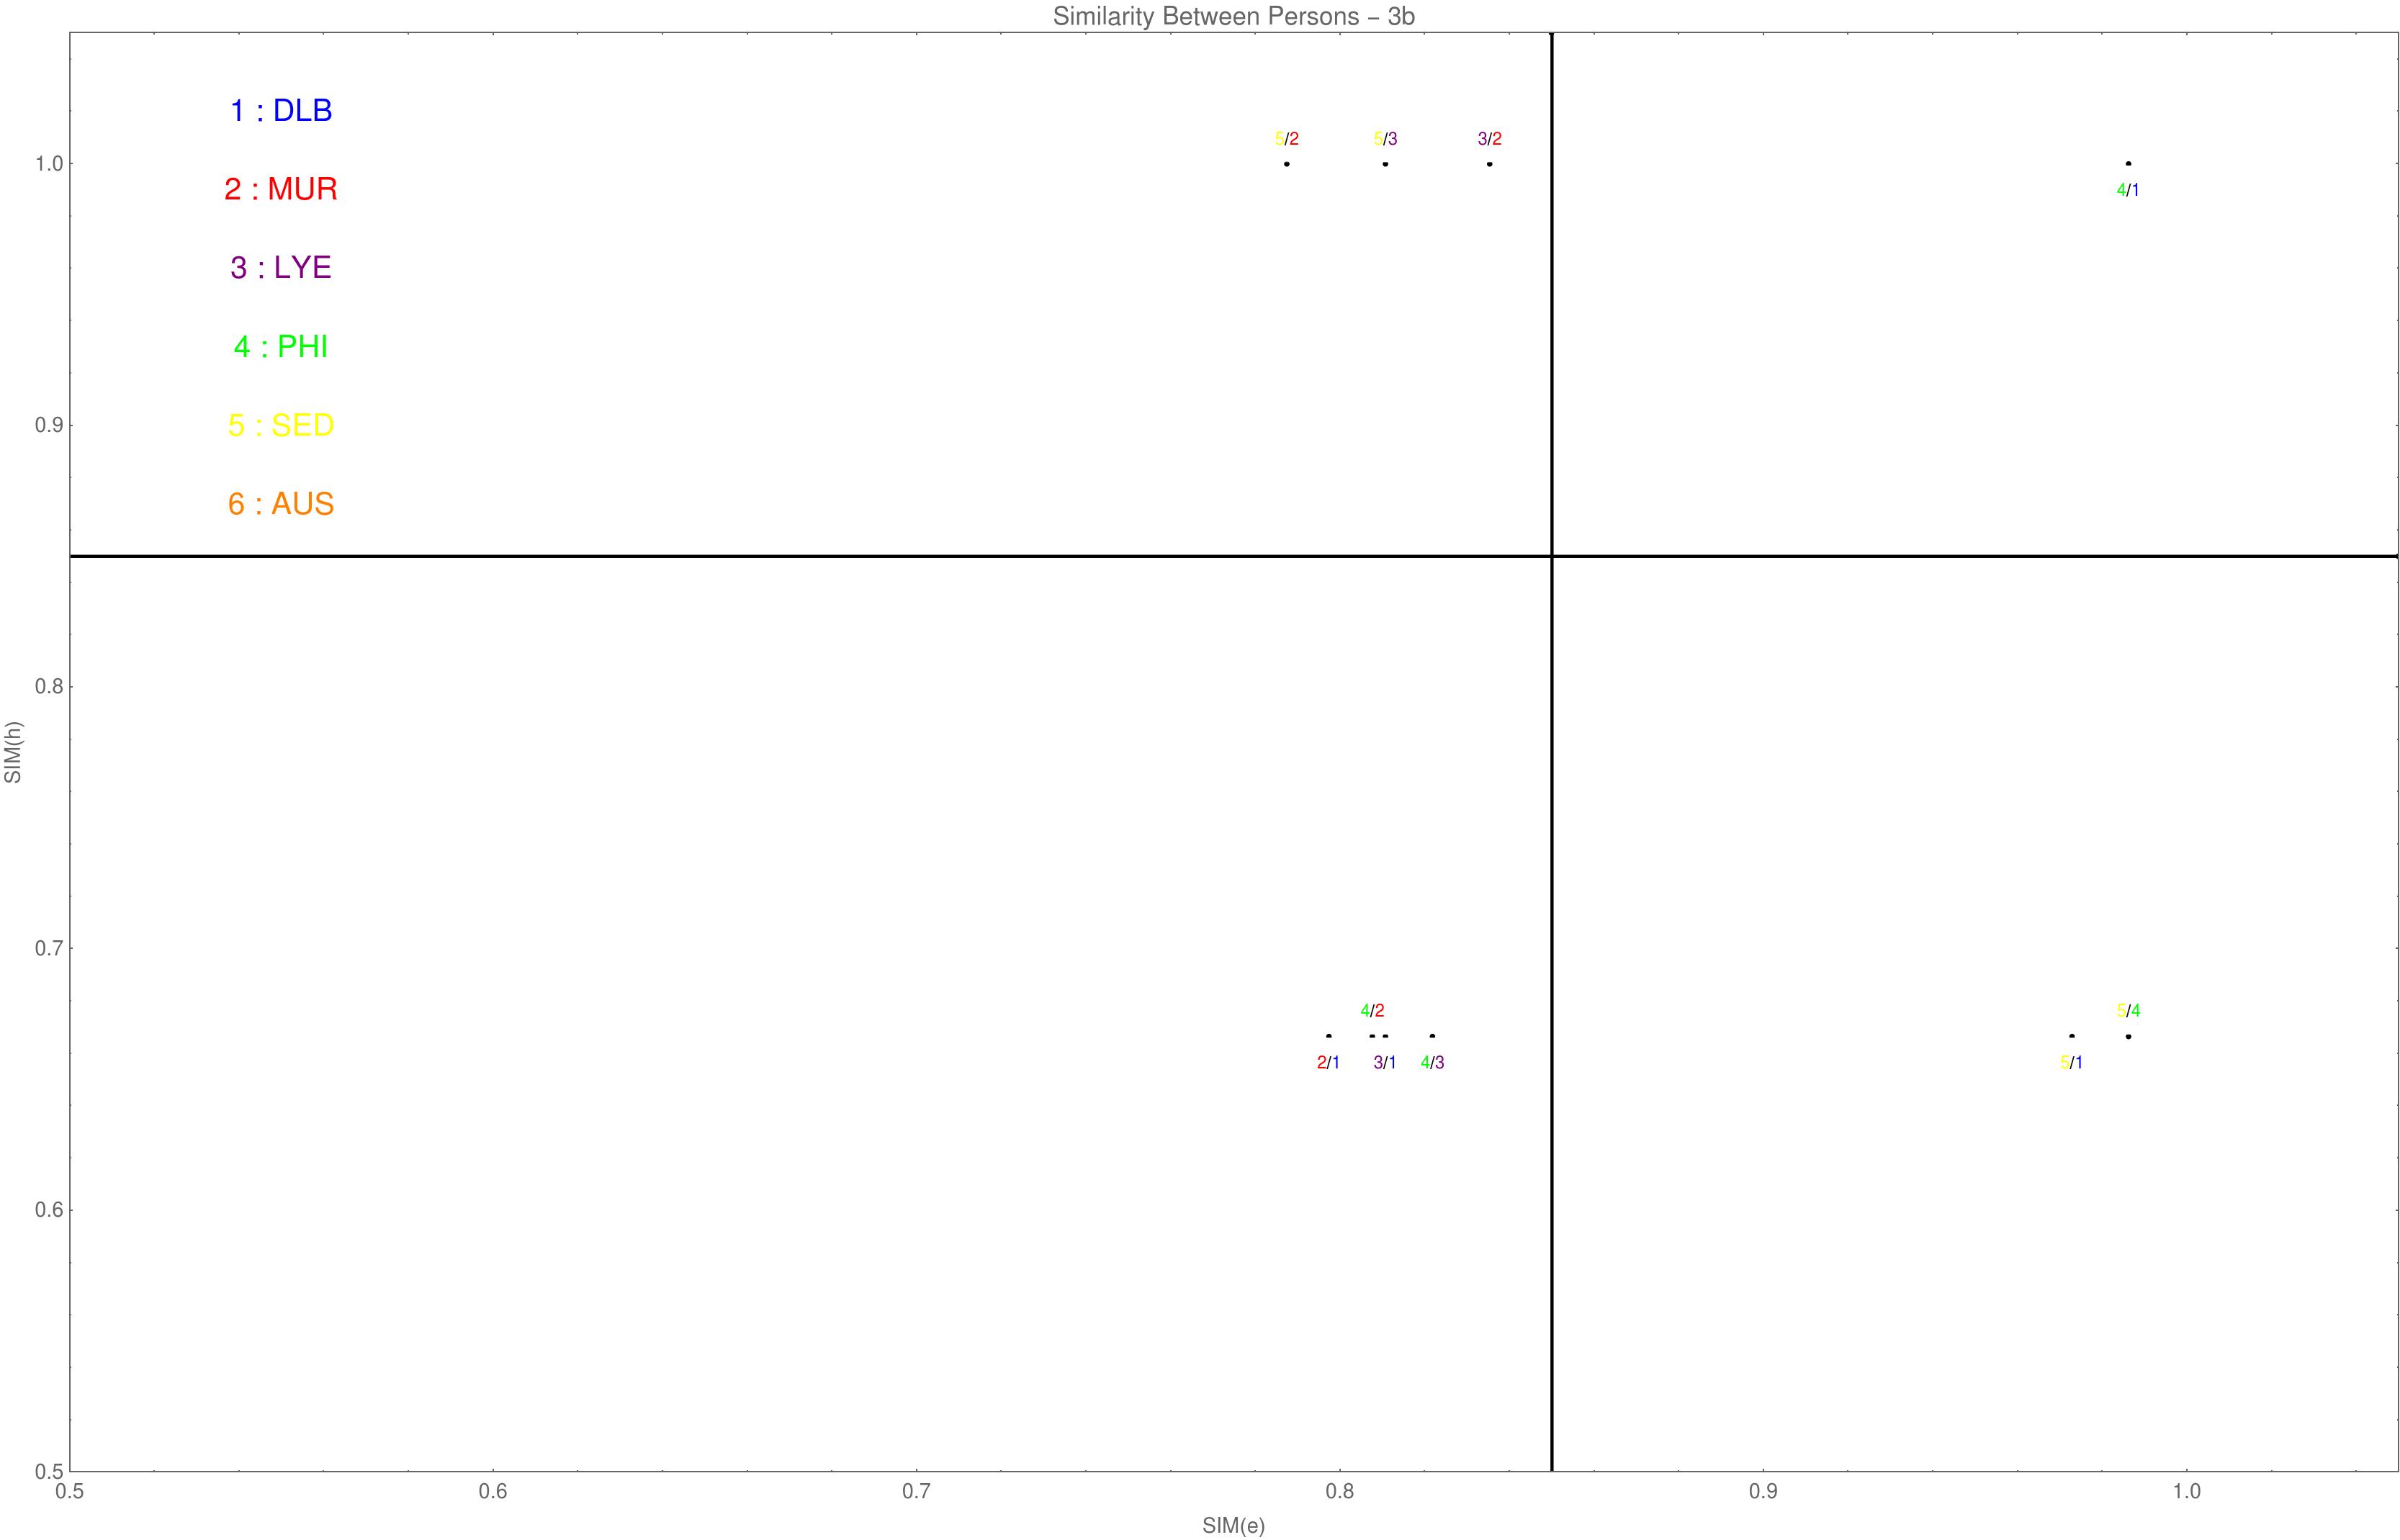 Similarity Between Persons – 3b
1 : DLB
2 : MUR
3 : LYE
4 : PHI
5 : SED
6 : AUS
5/2
5/3
3/2
4/1
4/2
2/1
3/1
4/3
5/4
5/1
1.0
0.9
0.8
0.7
0.6
0.5
SIM(h)
0.5 0.6 0.7 0.8 0.9 1.0
SIM(e)